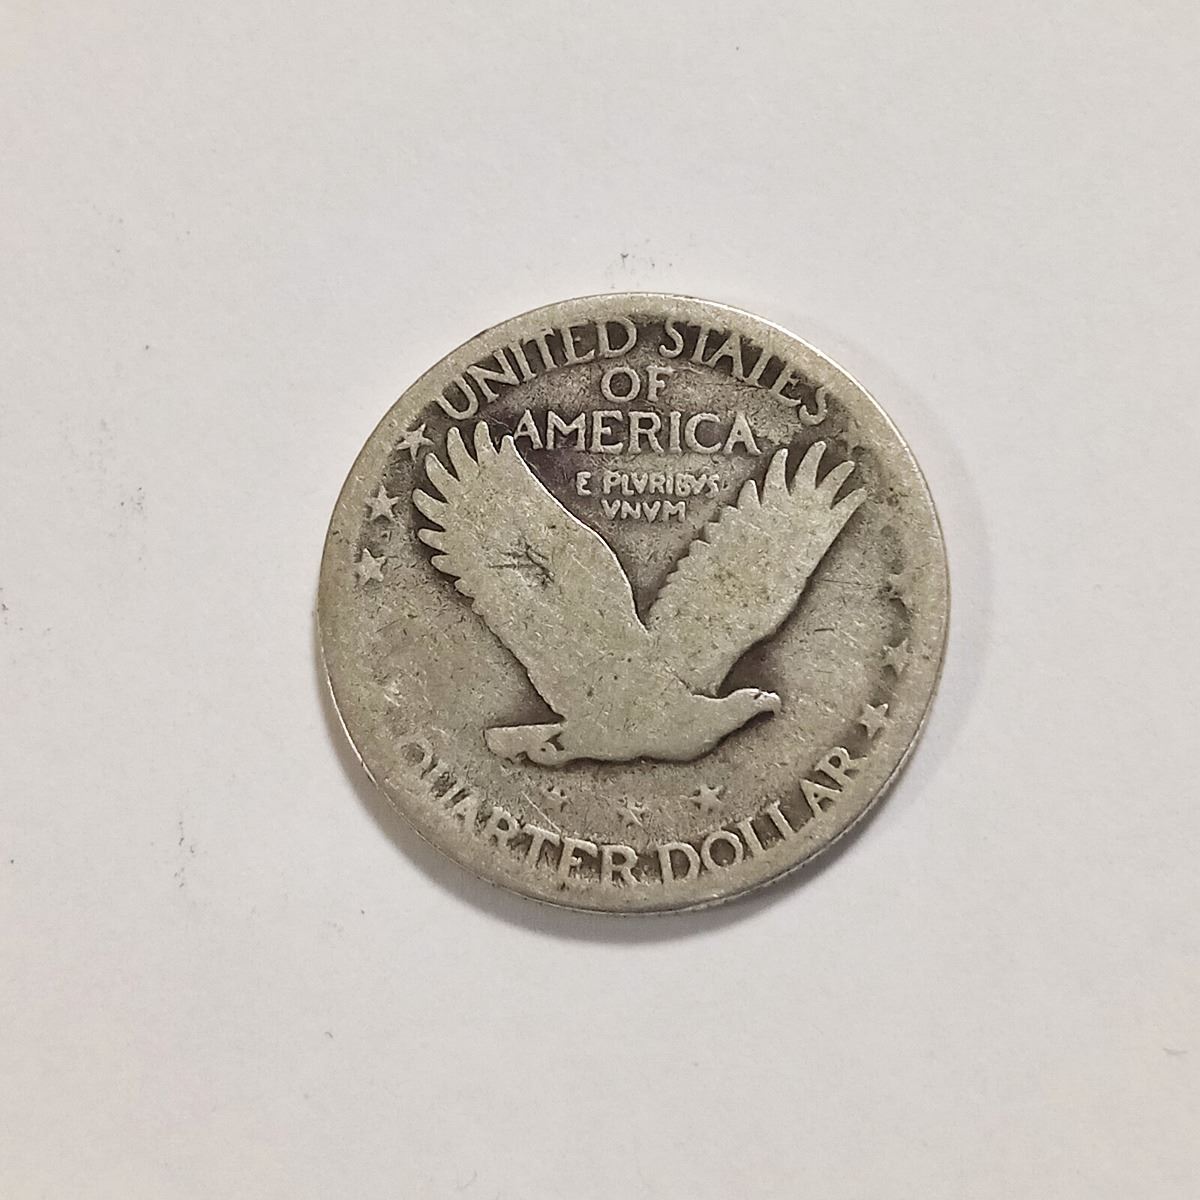 UNITED STATES
OF
AMERICA
E PLVRIBVS
VNVM
QUARTER DOLLAR